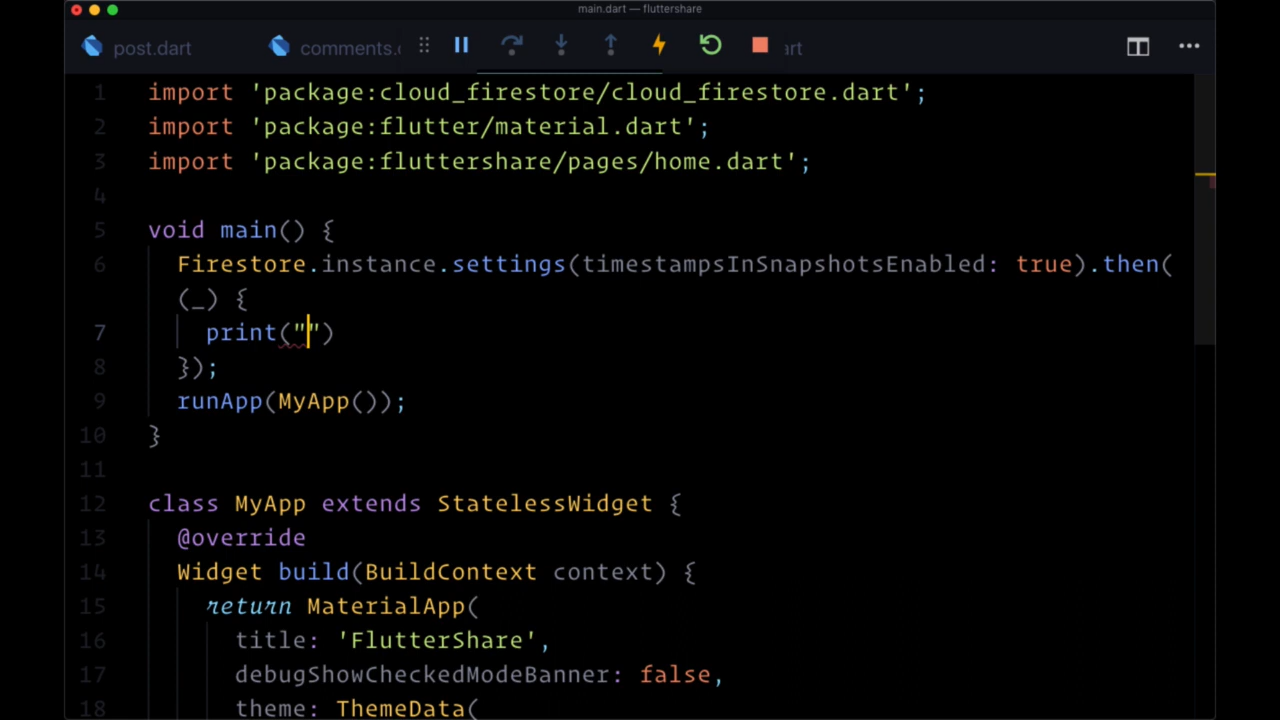 main.dart — fluttershare
post.dart comments. art
1 import 'package:cloud_firestore/cloud_firestore.dart';
2 import 'package:flutter/material.dart';
3 import 'package:fluttershare/pages/home.dart';
4
5 void main() {
6 Firestore.instance.settings(timestampsInSnapshotsEnabled: true).then(
(_) {
7 print("")
8 });
9 runApp(MyApp());
10 }
11
12 class MyApp extends StatelessWidget {
13 @override
14 Widget build(BuildContext context) {
15 return MaterialApp(
16 title: 'FlutterShare',
17 debugShowCheckedModeBanner: false,
18 theme: ThemeData(